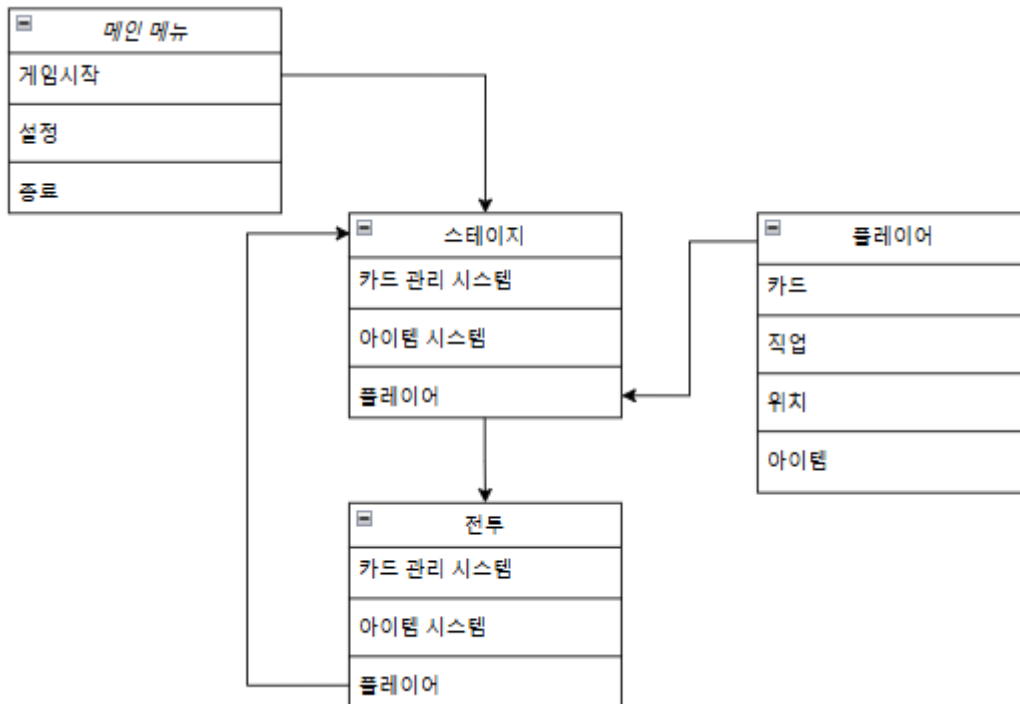 메인 메뉴
게임시작
설정
종료
스테이지
카드 관리 시스템
아이템 시스템
플레이어
플레이어
카드
직업
위치
아이템
전투
카드 관리 시스템
아이템 시스템
플레이어